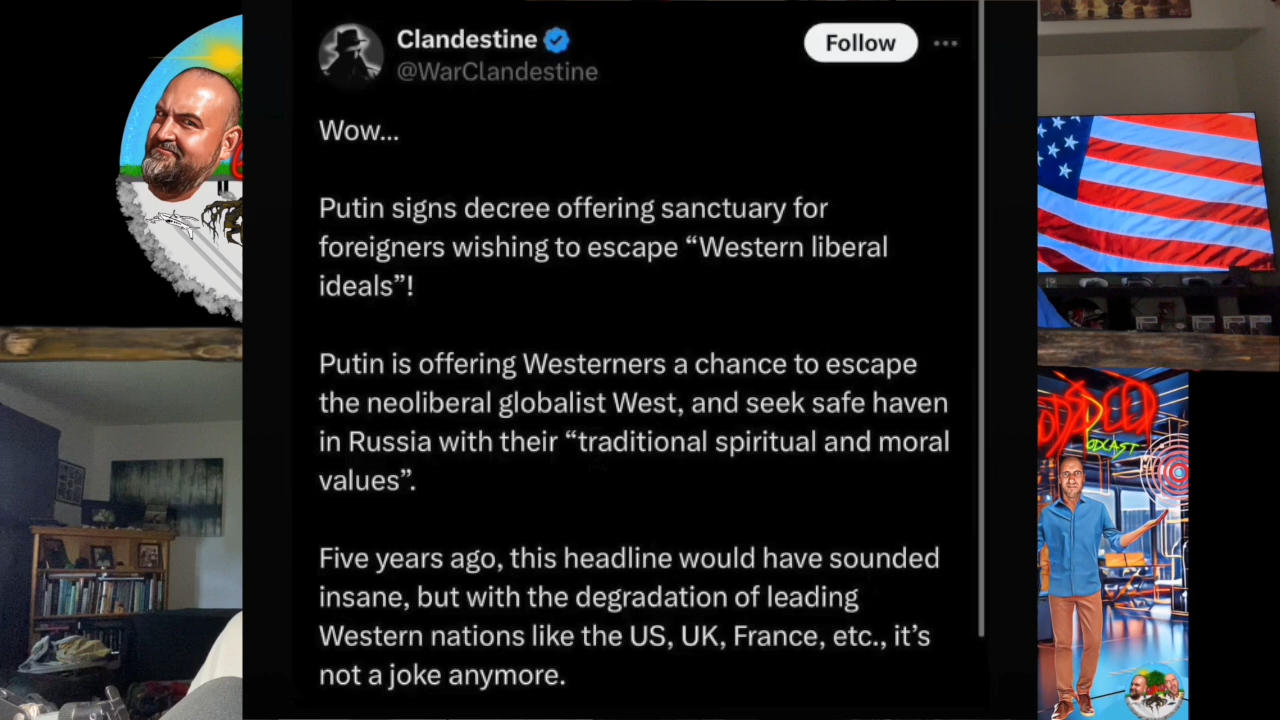 Clandestine
@WarClandestine
Follow
Wow...
Putin signs decree offering sanctuary for
foreigners wishing to escape “Western liberal
ideals”!
Putin is offering Westerners a chance to escape
the neoliberal globalist West, and seek safe haven
in Russia with their “traditional spiritual and moral
values”.
Five years ago, this headline would have sounded
insane, but with the degradation of leading
Western nations like the US, UK, France, etc., it’s
not a joke anymore.